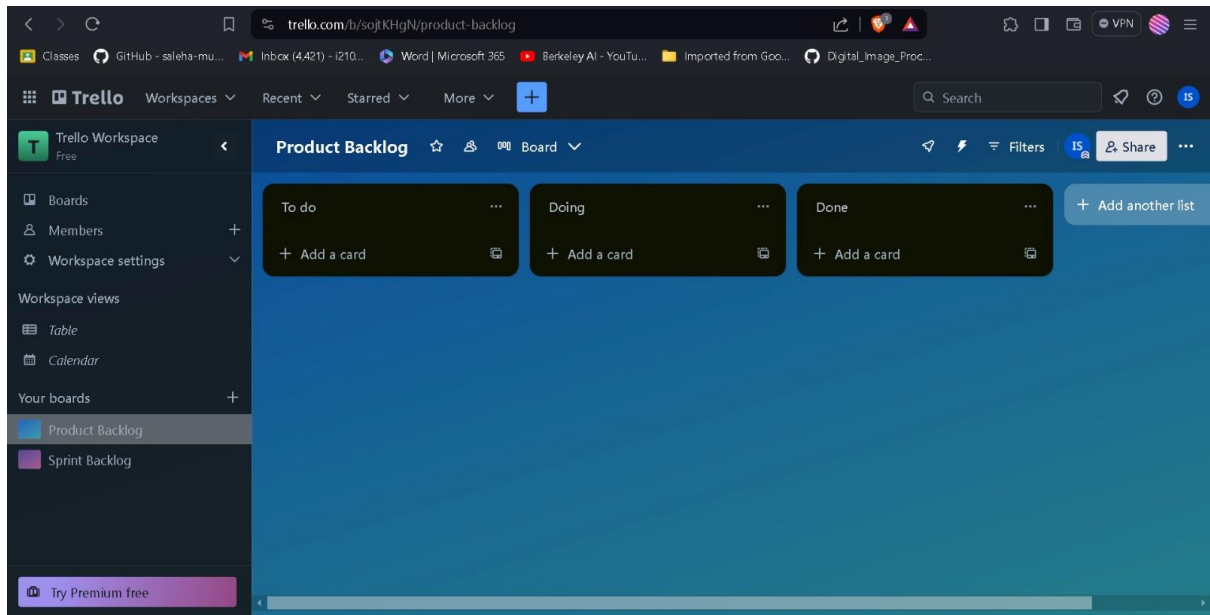 trello.com/b/sojtKHgN/product-backlog
VPN
Classes GitHub - saleha-mu... Inbox (4,421) - i210... Word | Microsoft 365 Berkeley AI - YouTu... Imported from Goo... Digital_Image_Proc...
Trello Workspaces Recent Starred More + Search IS
T Trello Workspace
Free
Product Backlog Board Filters IS Share ...
Boards
Members +
Workspace settings
Workspace views
Table
Calendar
Your boards +
Product Backlog
Sprint Backlog
Try Premium free
To do ...
+ Add a card
Doing ...
+ Add a card
Done ...
+ Add a card
+ Add another list